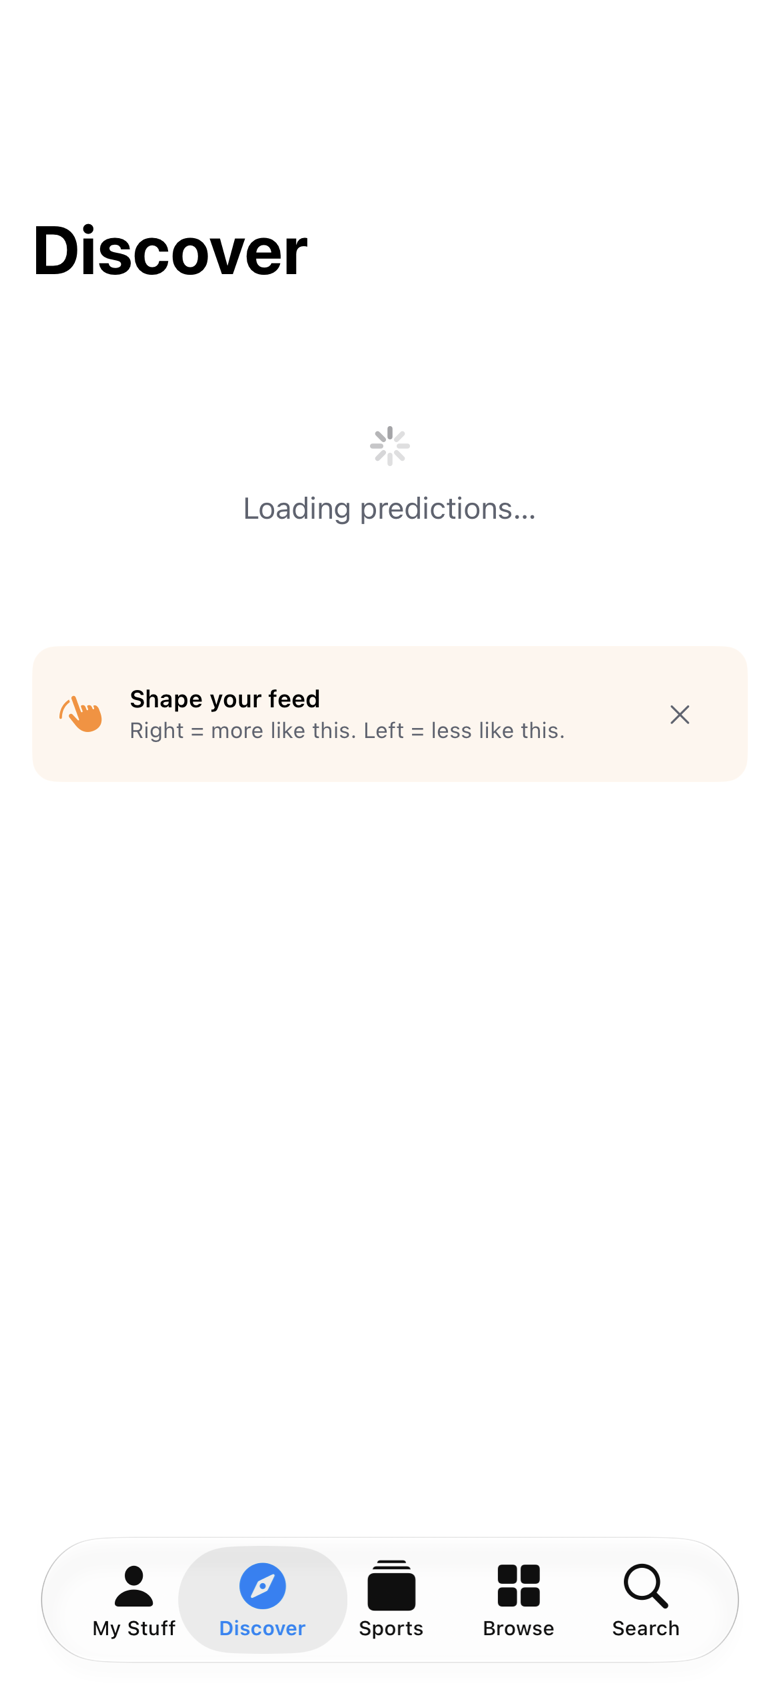 Discover
Loading predictions...
Shape your feed
Right = more like this. Left = less like this.
My Stuff
Discover
Sports
Browse
Search